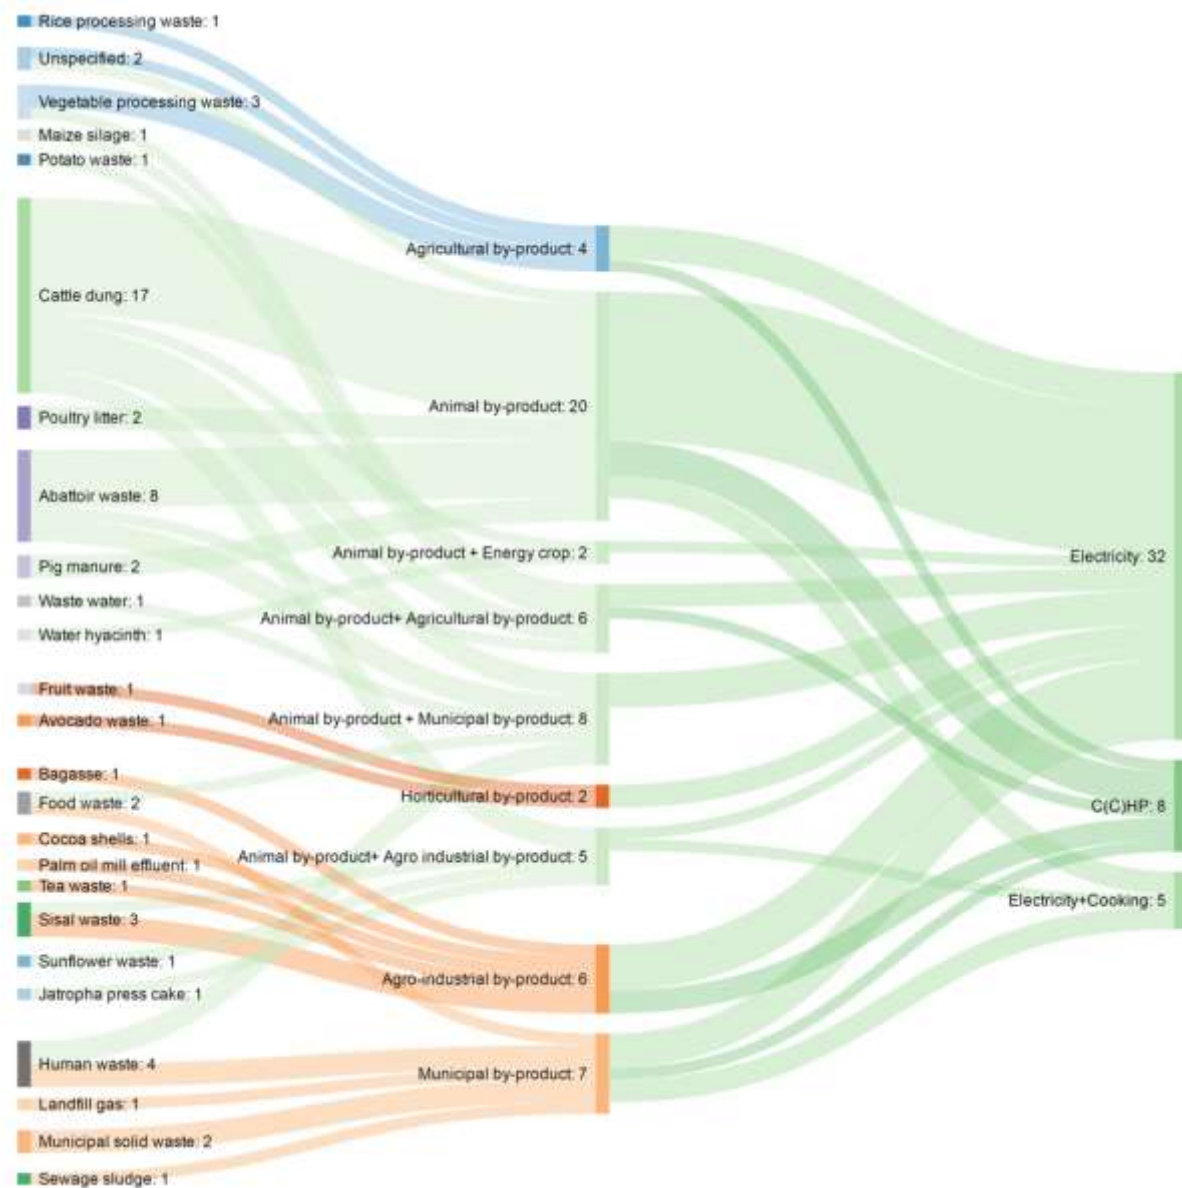 Rice processing waste: 1
Unspecified: 2
Vegetable processing waste: 3
Maize silage: 1
Potato waste: 1
Cattle dung: 17
Poultry litter: 2
Abattoir waste: 8
Pig manure: 2
Waste water: 1
Water hyacinth: 1
Fruit waste: 1
Avocado waste: 1
Bagasse: 1
Food waste: 2
Cocoa shells: 1
Palm oil mill effluent: 1
Tea waste: 1
Sisal waste: 3
Sunflower waste: 1
Jatropha press cake: 1
Human waste: 4
Landfill gas: 1
Municipal solid waste: 2
Sewage sludge: 1
Agricultural by-product: 4
Animal by-product: 20
Animal by-product + Energy crop: 2
Animal by-product+ Agricultural by-product: 6
Animal by-product + Municipal by-product: 8
Horticultural by-product: 2
Animal by-product+ Agro industrial by-product: 5
Agro-industrial by-product: 6
Municipal by-product: 7
Electricity: 32
C(C)HP: 8
Electricity+Cooking: 5